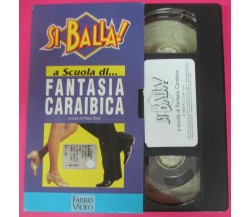 SI BALLA!
a Scuola di...
FANTASIA
CARAIBICA
FABBRI
VIDEO
SI BALLA!
a scuola di Fantasia Caraibica